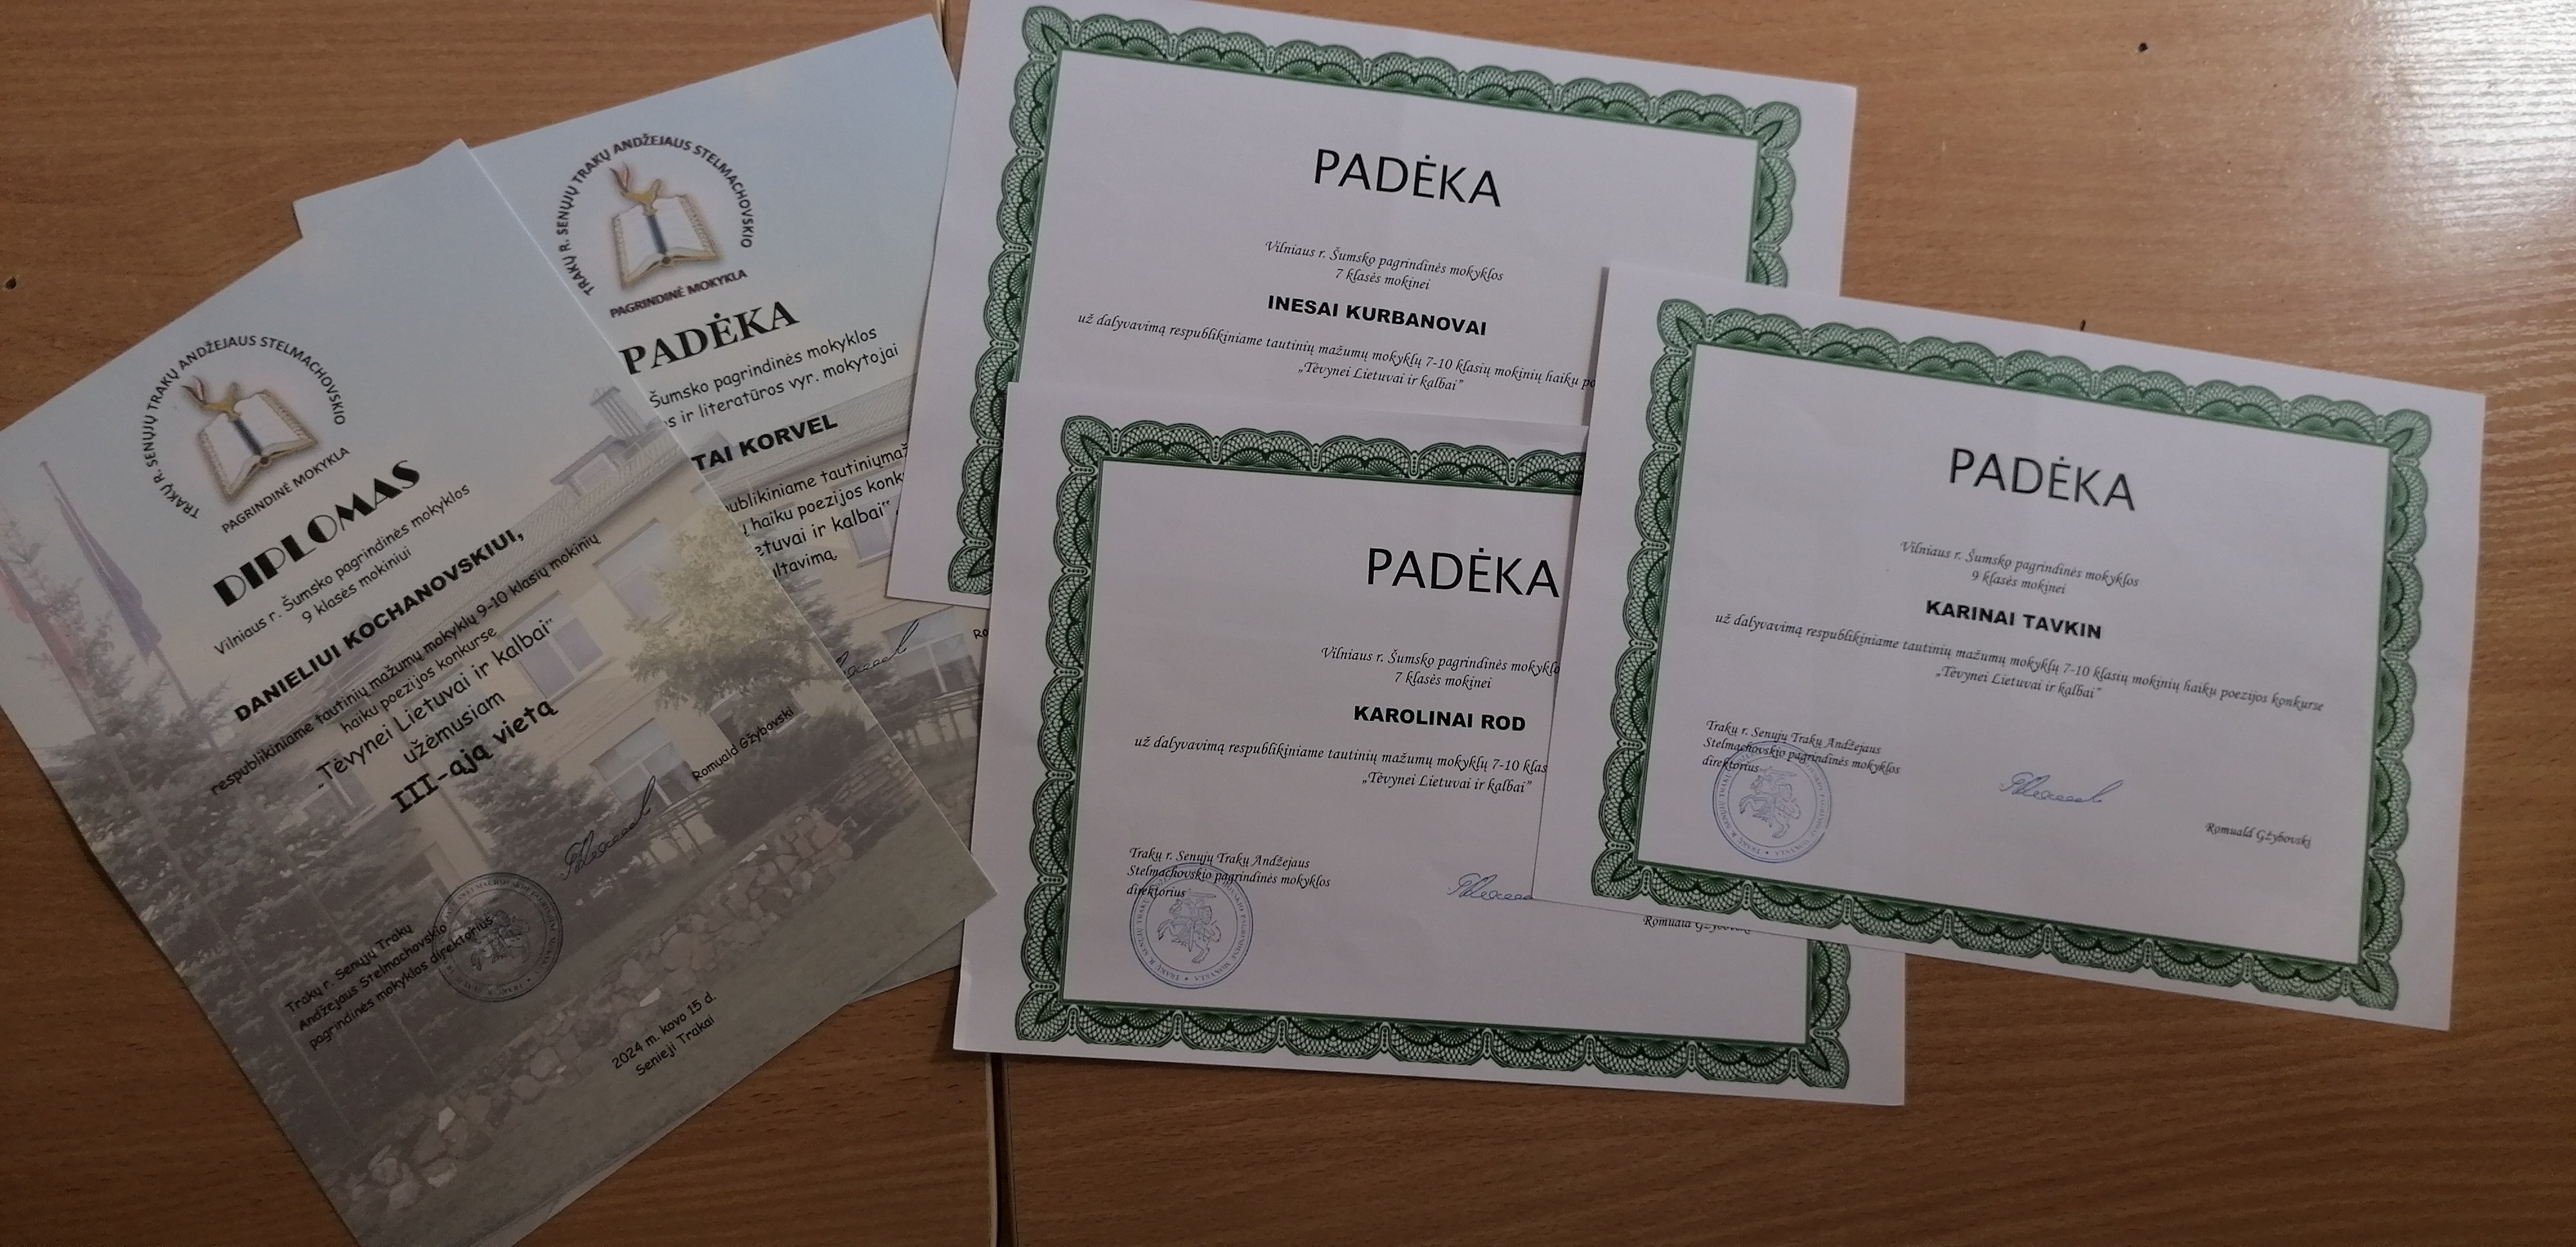 TRAKŲ R. SENŲJŲ TRAKŲ ANDŽEJAUS STELMACHOVSKIO
PAGRINDINĖ MOKYKLA
DIPLOMAS
Vilniaus r. Šumsko pagrindinės mokyklos
9 klasės mokiniui
DANIELIUI KOCHANOVSKIUI,
respublikiniame tautinių mažumų mokyklų 9-10 klasių mokinių
haiku poezijos konkurse
„Tėvynei Lietuvai ir kalbai“
užėmusiam
III-ąją vietą
Trakų r. Senųjų Trakų
Andžejaus Stelmachovskio
pagrindinės mokyklos direktorius
Romuald Gžybovski
2024 m. kovo 15 d.
Senieji Trakai
TRAKŲ R. SENŲJŲ TRAKŲ ANDŽEJAUS STELMACHOVSKIO
PAGRINDINĖ MOKYKLA
PADĖKA
Šumsko pagrindinės mokyklos
ir literatūros vyr. mokytojai
TAI KORVEL
ublikiniame
haiku poezijos konk
etuvai ir kalbai“
ltavimą,
PADĖKA
Vilniaus r. Šumsko pagrindinės mokyklos
7 klasės mokinei
INESAI KURBANOVAI
už dalyvavimą respublikiniame tautinių mažumų mokyklų 7-10 klasių mokinių haiku po
„Tėvynei Lietuvai ir kalbai“
PADĖKA
Vilniaus r. Šumsko pagrindinės mokyklo
7 klasės mokinei
KAROLINAI ROD
už dalyvavimą respublikiniame tautinių mažumų mokyklų 7-10 klas
„Tėvynei Lietuvai ir kalbai“
Trakų r. Senųjų Trakų Andžejaus
Stelmachovskio pagrindinės mokyklos
direktorius
Romuald
PADĖKA
Vilniaus r. Šumsko pagrindinės mokyklos
9 klasės mokinei
KARINAI TAVKIN
už dalyvavimą respublikiniame tautinių mažumų mokyklų 7-10 klasių mokinių haiku poezijos konkurse
„Tėvynei Lietuvai ir kalbai“
Trakų r. Senųjų Trakų Andžejaus
Stelmachovskio pagrindinės mokyklos
direktorius
Romuald Gžybovski